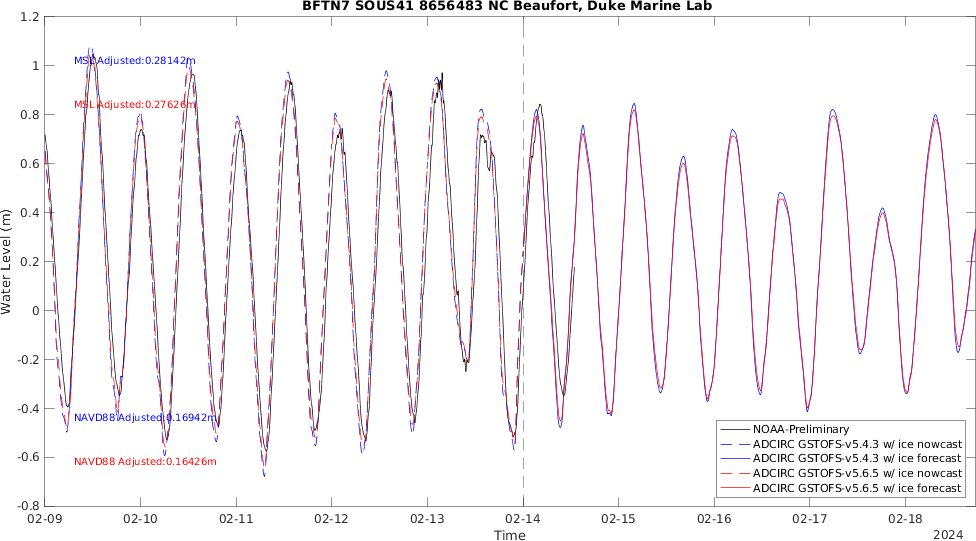 BFTN7 SOUS41 8656483 NC Beaufort, Duke Marine Lab
1.2
1
0.8
0.6
0.4
0.2
0
-0.2
-0.4
-0.6
-0.8
Water Level (m)
MSL Adjusted:0.28142m
MSL Adjusted:0.27626m
NAVD88 Adjusted:0.16942m
NAVD88 Adjusted:0.16426m
NOAA-Preliminary
ADCIRC GSTOFS-v5.4.3 w/ ice nowcast
ADCIRC GSTOFS-v5.4.3 w/ ice forecast
ADCIRC GSTOFS-v5.6.5 w/ ice nowcast
ADCIRC GSTOFS-v5.6.5 w/ ice forecast
02-09 02-10 02-11 02-12 02-13 02-14 02-15 02-16 02-17 02-18
Time
2024